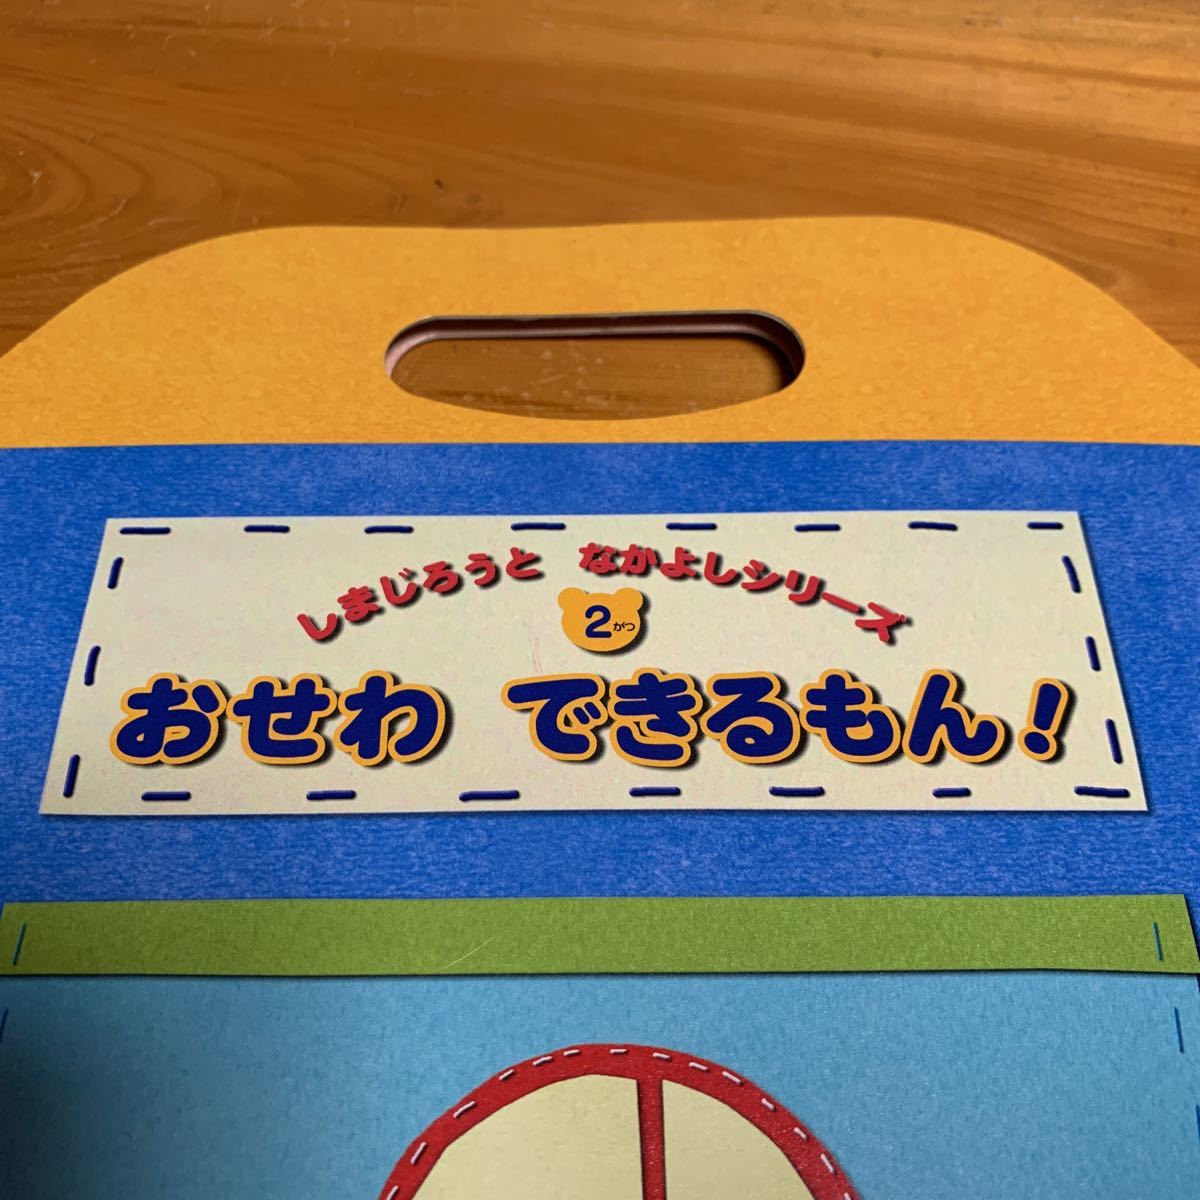 しまじろうと なかよしシリーズ
2がつ
おせわ できるもん!